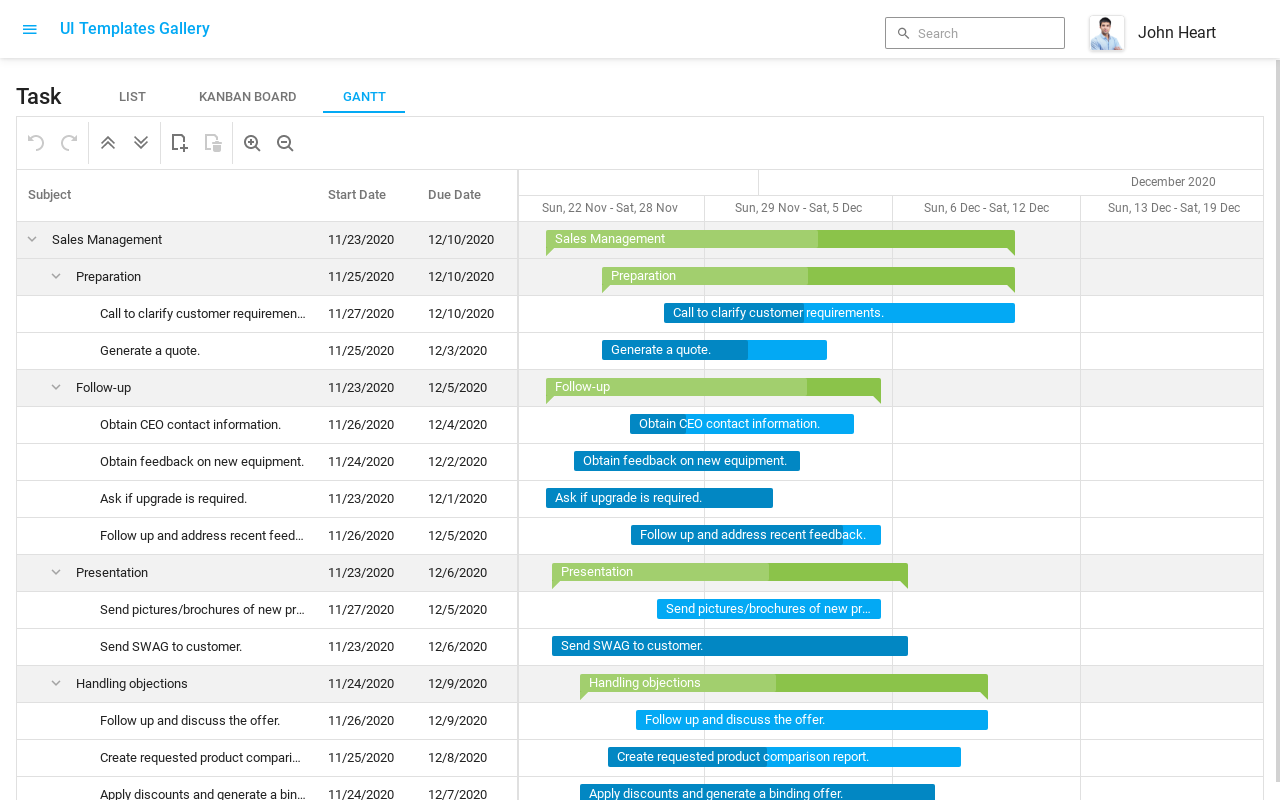 UI Templates Gallery
Search
John Heart
Task
LIST
KANBAN BOARD
GANTT
Subject
Start Date
Due Date
December 2020
Sun, 22 Nov - Sat, 28 Nov
Sun, 29 Nov - Sat, 5 Dec
Sun, 6 Dec - Sat, 12 Dec
Sun, 13 Dec - Sat, 19 Dec
Sales Management 11/23/2020 12/10/2020 Sales Management
Preparation 11/25/2020 12/10/2020 Preparation
Call to clarify customer requiremen... 11/27/2020 12/10/2020 Call to clarify customer requirements.
Generate a quote. 11/25/2020 12/3/2020 Generate a quote.
Follow-up 11/23/2020 12/5/2020 Follow-up
Obtain CEO contact information. 11/26/2020 12/4/2020 Obtain CEO contact information.
Obtain feedback on new equipment. 11/24/2020 12/2/2020 Obtain feedback on new equipment.
Ask if upgrade is required. 11/23/2020 12/1/2020 Ask if upgrade is required.
Follow up and address recent feed... 11/26/2020 12/5/2020 Follow up and address recent feedback.
Presentation 11/23/2020 12/6/2020 Presentation
Send pictures/brochures of new pr... 11/27/2020 12/5/2020 Send pictures/brochures of new pr...
Send SWAG to customer. 11/23/2020 12/6/2020 Send SWAG to customer.
Handling objections 11/24/2020 12/9/2020 Handling objections
Follow up and discuss the offer. 11/26/2020 12/9/2020 Follow up and discuss the offer.
Create requested product compari... 11/25/2020 12/8/2020 Create requested product comparison report.
Apply discounts and generate a bin... 11/24/2020 12/7/2020 Apply discounts and generate a binding offer.